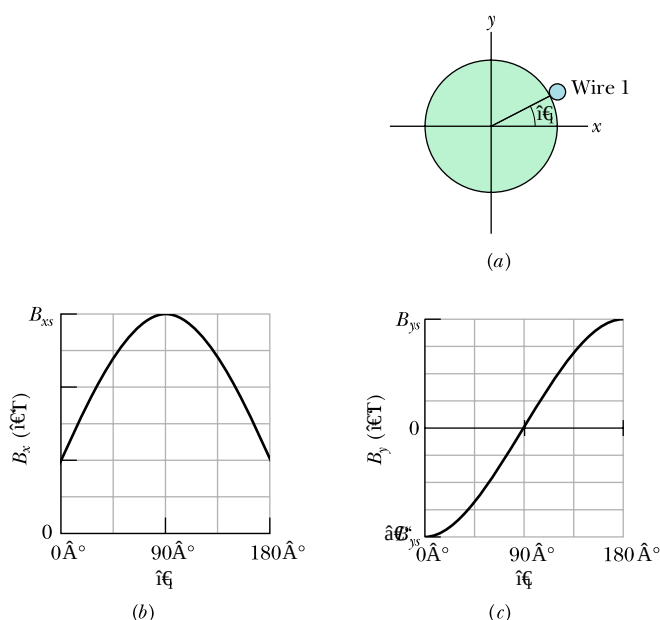 y
Wire 1
î€¡
x
(a)
B_xs
B_x (î€T)
0
0Â° 90Â° 180Â°
(b)
B_ys
B_y (î€T)
0
0Â° 90Â° 180Â°
(c)